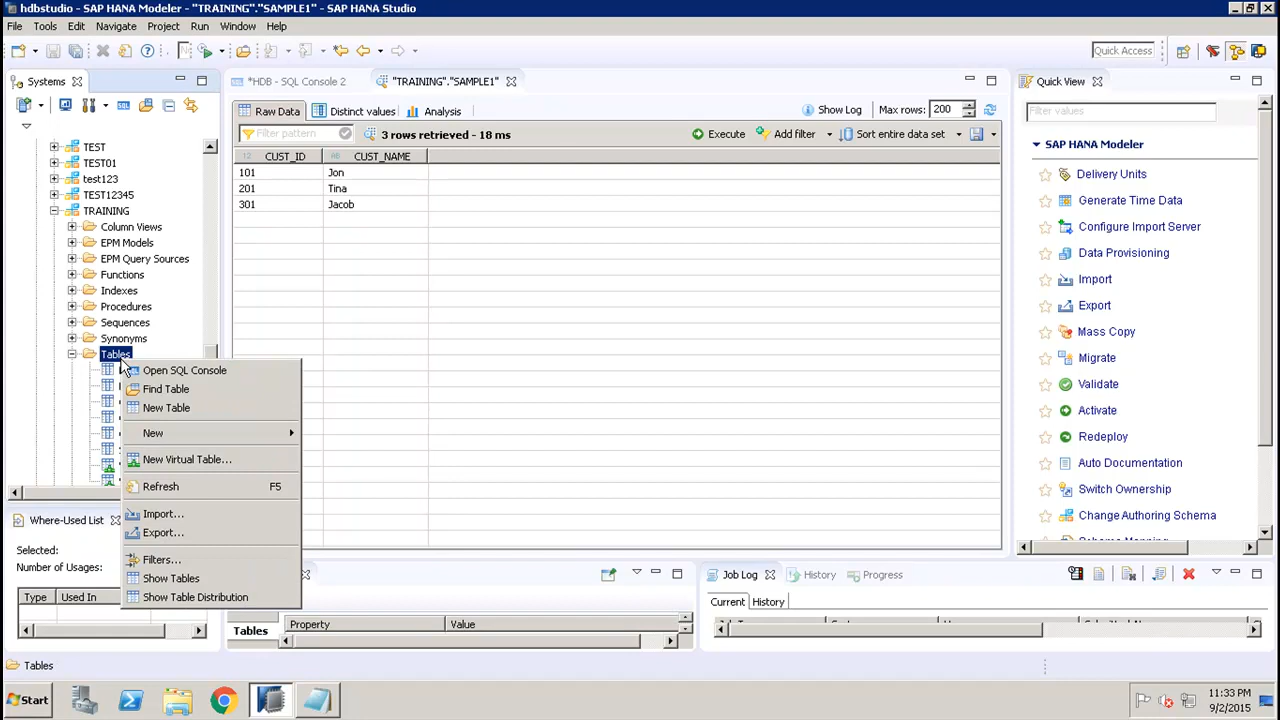 hdbstudio - SAP HANA Modeler - "TRAINING"."SAMPLE1" - SAP HANA Studio
File Tools Edit Navigate Project Run Window Help
Quick Access
Systems
*HDB - SQL Console 2
"TRAINING"."SAMPLE1"
Quick View
Raw Data Distinct values Analysis Show Log Max rows: 200
Filter pattern 3 rows retrieved - 18 ms Execute Add filter Sort entire data set
CUST_ID CUST_NAME
101 Jon
201 Tina
301 Jacob
TEST
TEST01
test123
TEST12345
TRAINING
Column Views
EPM Models
EPM Query Sources
Functions
Indexes
Procedures
Sequences
Synonyms
Tables
Open SQL Console
Find Table
New Table
New
New Virtual Table...
Refresh F5
Import...
Export...
Filters...
Show Tables
Show Table Distribution
Filter values
SAP HANA Modeler
Delivery Units
Generate Time Data
Configure Import Server
Data Provisioning
Import
Export
Mass Copy
Migrate
Validate
Activate
Redeploy
Auto Documentation
Switch Ownership
Change Authoring Schema
Where-Used List
Selected:
Number of Usages:
Type Used In
Tables
Property Value
Job Log History Progress
Current History
Tables
Start
11:33 PM
9/2/2015